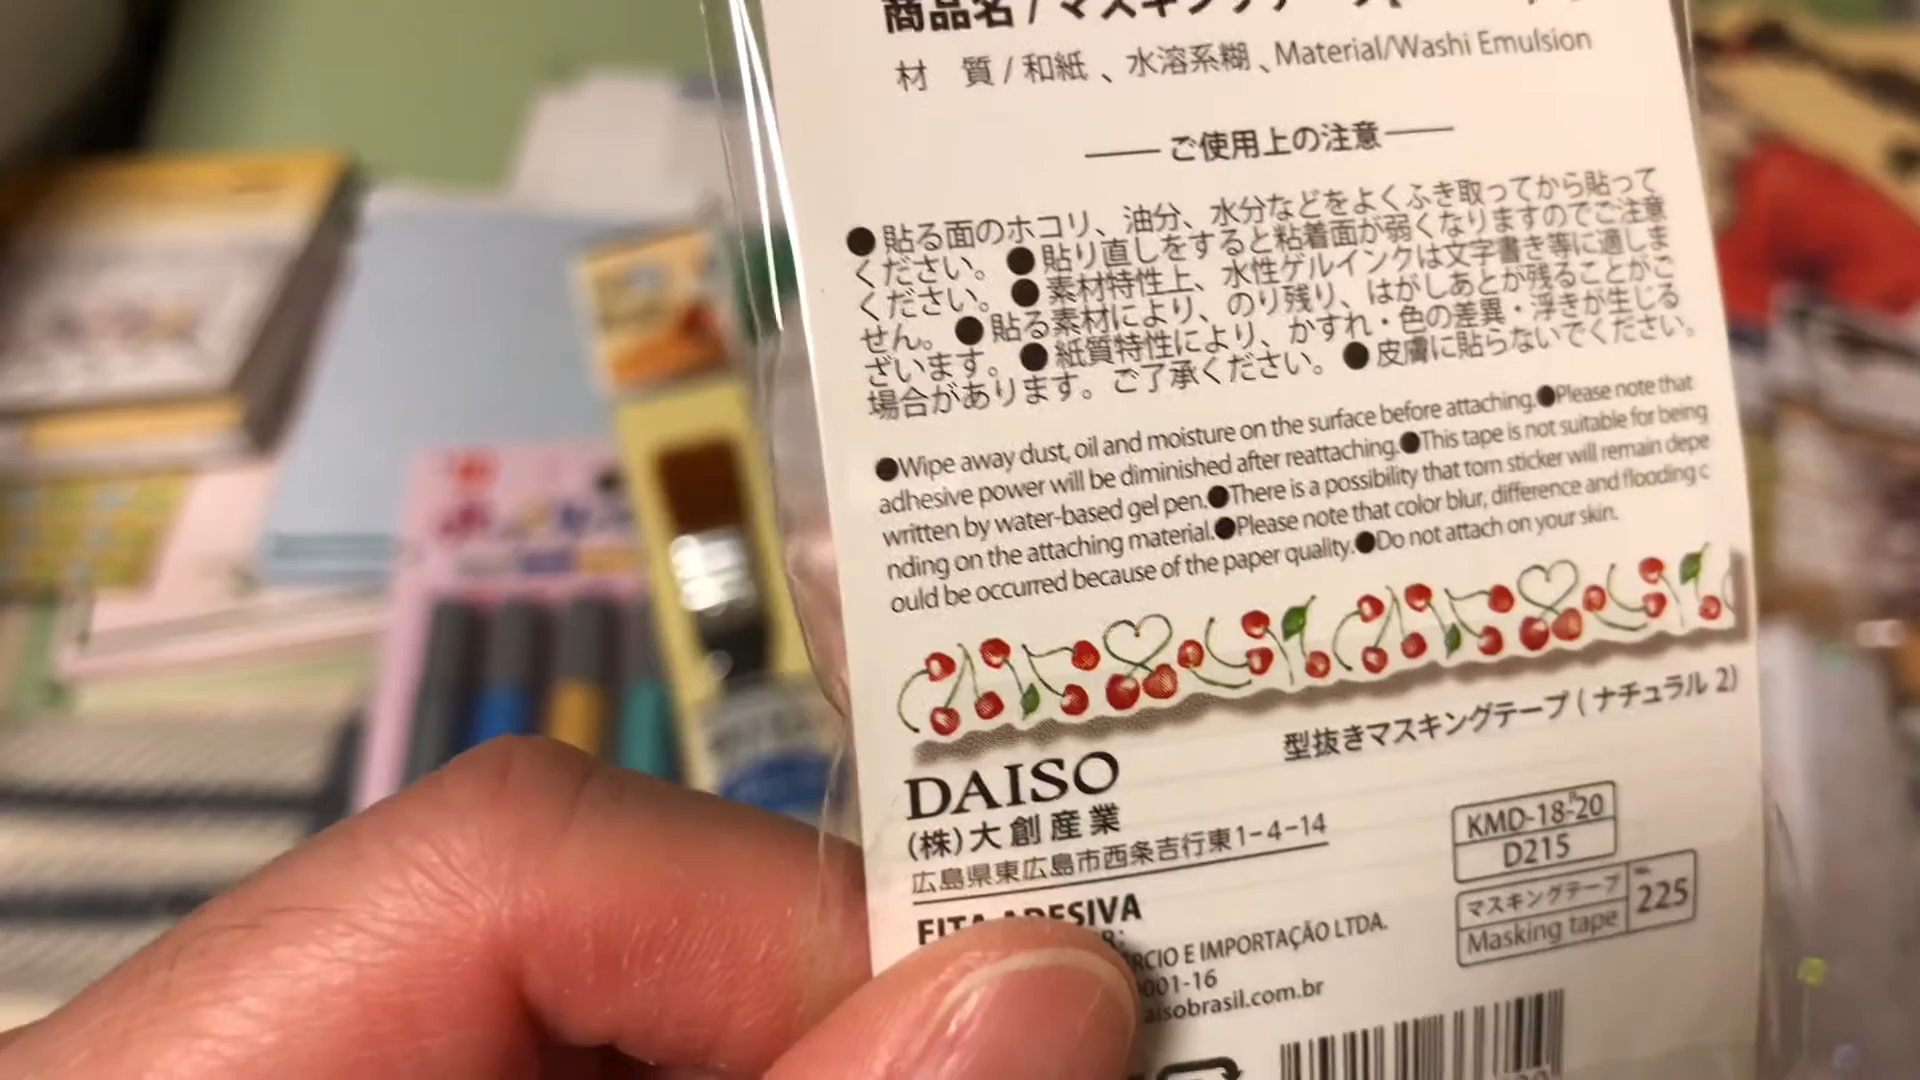 商品名/マスキングテープ
材 質/和紙、水溶系糊、Material/Washi Emulsion
ご使用上の注意
●貼る面のホコリ、油分、水分などをよくふき取ってから貼って
ください。●貼り直しをすると粘着面が弱くなりますのでご注意
ください。●素材特性上、水性ゲルインクは文字書き等に適しま
せん。●貼る素材により、のり残り、はがしあとが残ることがご
ざいます。●紙質特性により、かすれ・色の差異・浮きが生じる
場合があります。ご了承ください。●皮膚に貼らないでください。
●Wipe away dust, oil and moisture on the surface before attaching.●Please note that
adhesive power will be diminished after reattaching.●This tape is not suitable for being
written by water-based gel pen.●There is a possibility that torn sticker will remain depe
nding on the attaching material.●Please note that color blur, difference and flooding c
ould be occurred because of the paper quality.●Do not attach on your skin.
型抜きマスキングテープ(ナチュラル 2)
DAISO
(株)大創産業
広島県東広島市西条吉行東1-4-14
KMD-18-20
D215
マスキングテープ
Masking tape
225
FITA ADESIVA
E IMPORTAÇÃO LTDA.
001-16
aisobrasil.com.br